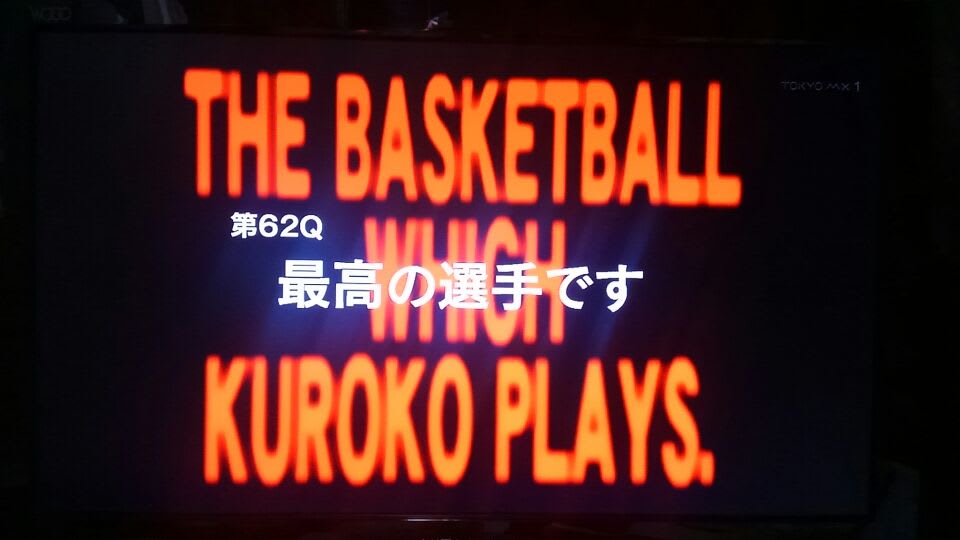 TOKYO MX 1
THE BASKETBALL
第62Q
WHICH
最高の選手です
KUROKO PLAYS.